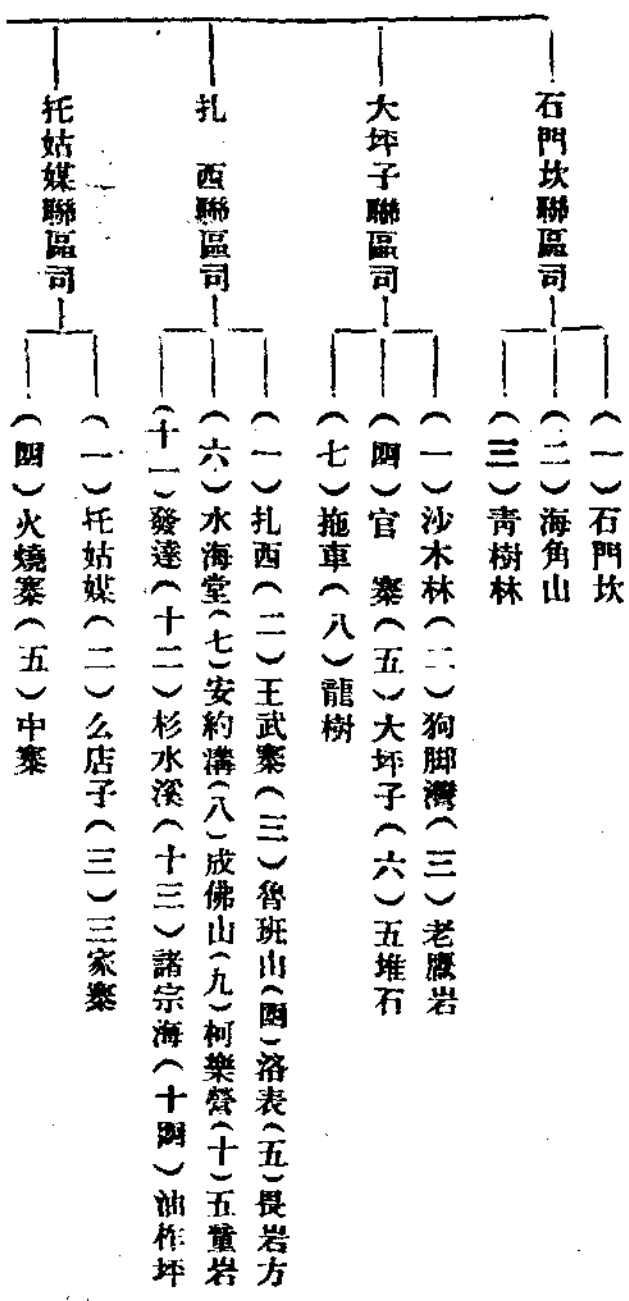 石門坎聯區司
（一）石門坎
（二）海角山
（三）靑樹林
大坪子聯區司
（一）沙木林（二）狗脚灣（三）老鷹岩
（四）官　寨（五）大坪子（六）五堆石
（七）拖車（八）龍樹
扎　西聯區司
（一）扎西（二）王武寨（三）魯班山（四）洛表（五）畏岩方
（六）水海堂（七）安約溝（八）成佛山（九）柯樂營（十）五童岩
（十一）發達（十二）杉水溪（十三）諸宗海（十四）油柞坪
托姑媒聯區司
（一）托姑媒（二）么店子（三）三家寨
（四）火燒寨（五）中寨